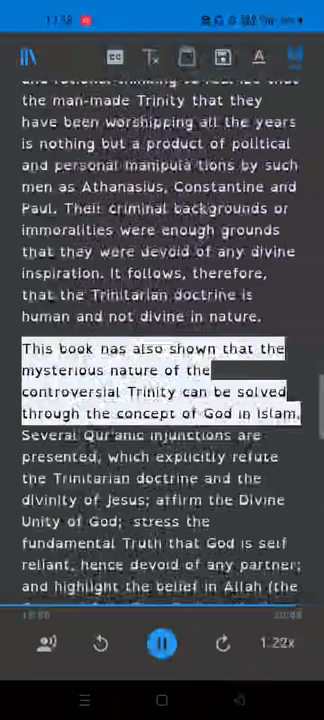 11:58
the man-made Trinity that they
have been worshipping all the years
is nothing but a product of political
and personal manipula tions by such
men as Athanasius, Constantine and
Paul. Their criminal backgrounds or
immoralities were enough grounds
that they were devoid of any divine
inspiration. It follows, therefore,
that the Trinitarian doctrine is
human and not divine in nature.
This book has also shown that the
mysterious nature of the
controversial Trinity can be solved
through the concept of God in Islam.
Several Qur'anic injunctions are
presented, which explicitly refute
the Trinitarian doctrine and the
divinity of Jesus; affirm the Divine
Unity of God; stress the
fundamental Truth that God is self
reliant, hence devoid of any partner;
and highlight the belief in Allah (the
1.22x